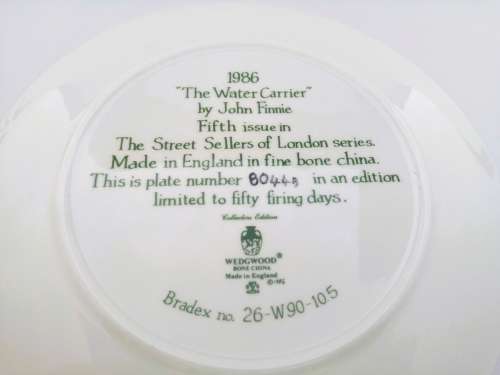 1986
"The Water Carrier"
by John Finnie
Fifth issue in
The Street Sellers of London series.
Made in England in fine bone china.
This is plate number in an edition
limited to fifty firing days.
Collectors Edition
WEDGWOOD®
BONE CHINA
Made in England
Bradex no. 26-W90-10.5